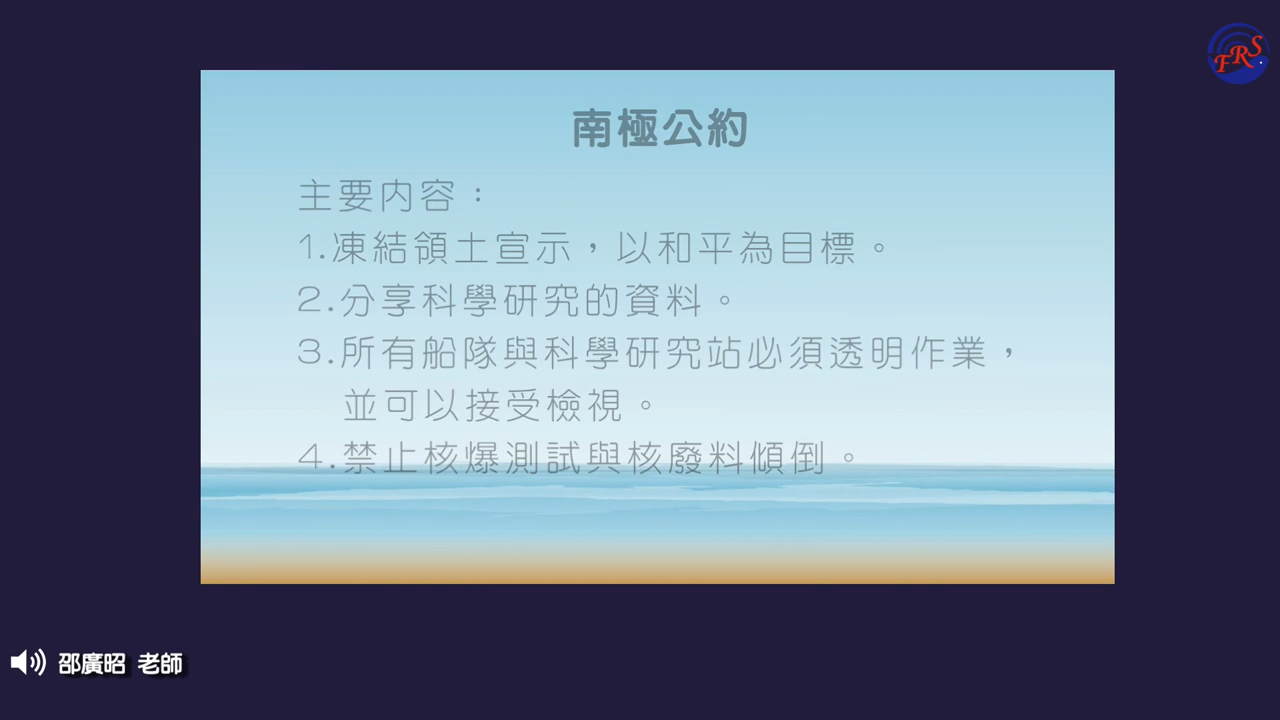 FRS
南極公約
主要內容：
1.凍結領土宣示，以和平為目標。
2.分享科學研究的資料。
3.所有船隊與科學研究站必須透明作業，
並可以接受檢視。
4.禁止核爆測試與核廢料傾倒。
邵廣昭 老師